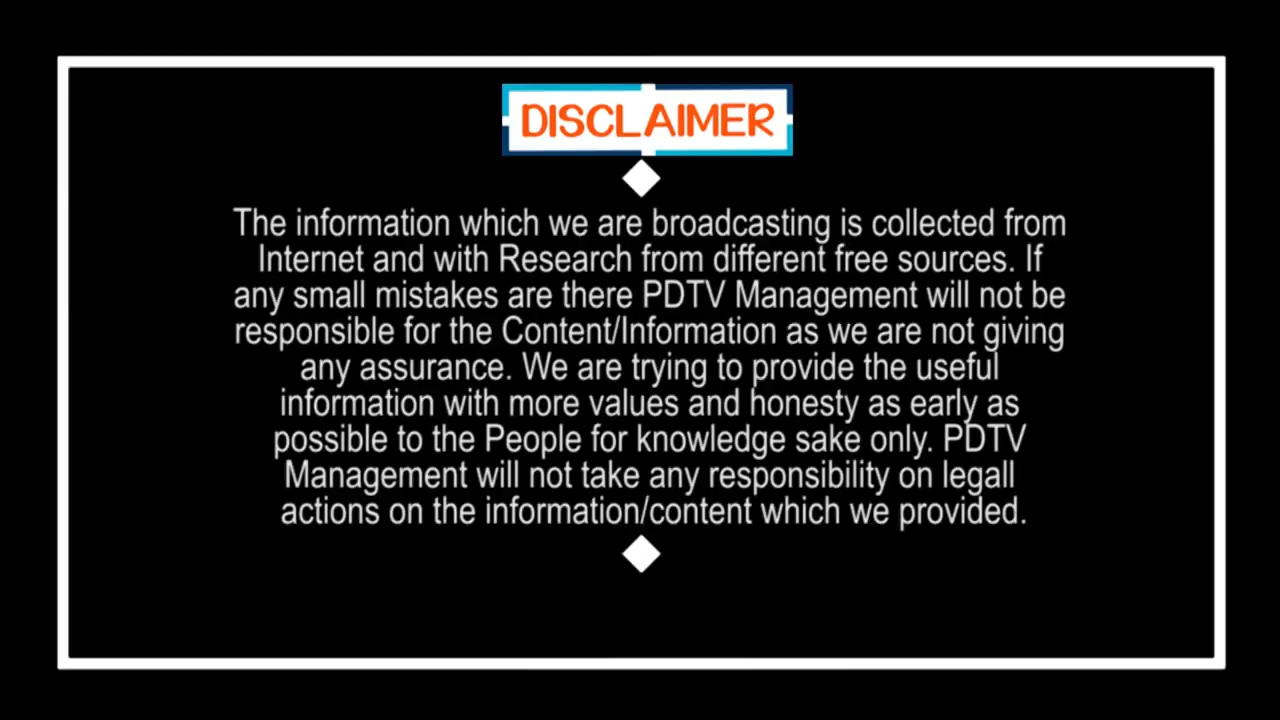 DISCLAIMER
The information which we are broadcasting is collected from
Internet and with Research from different free sources. If
any small mistakes are there PDTV Management will not be
responsible for the Content/Information as we are not giving
any assurance. We are trying to provide the useful
information with more values and honesty as early as
possible to the People for knowledge sake only. PDTV
Management will not take any responsibility on legall
actions on the information/content which we provided.